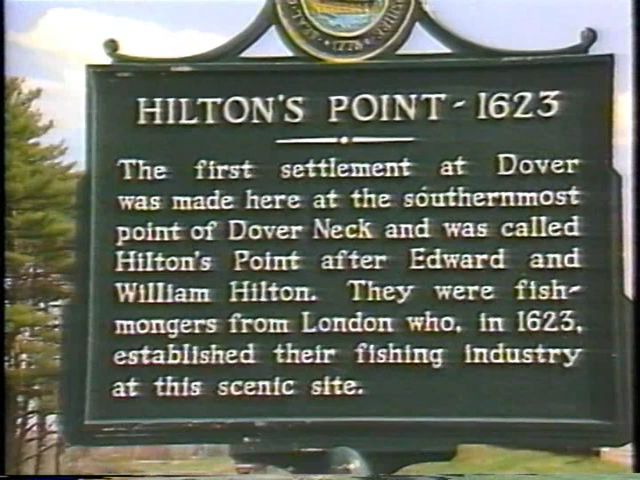 1776
HILTON'S POINT - 1623
The first settlement at Dover
was made here at the southernmost
point of Dover Neck and was called
Hilton's Point after Edward and
William Hilton. They were fish-
mongers from London who, in 1623,
established their fishing industry
at this scenic site.